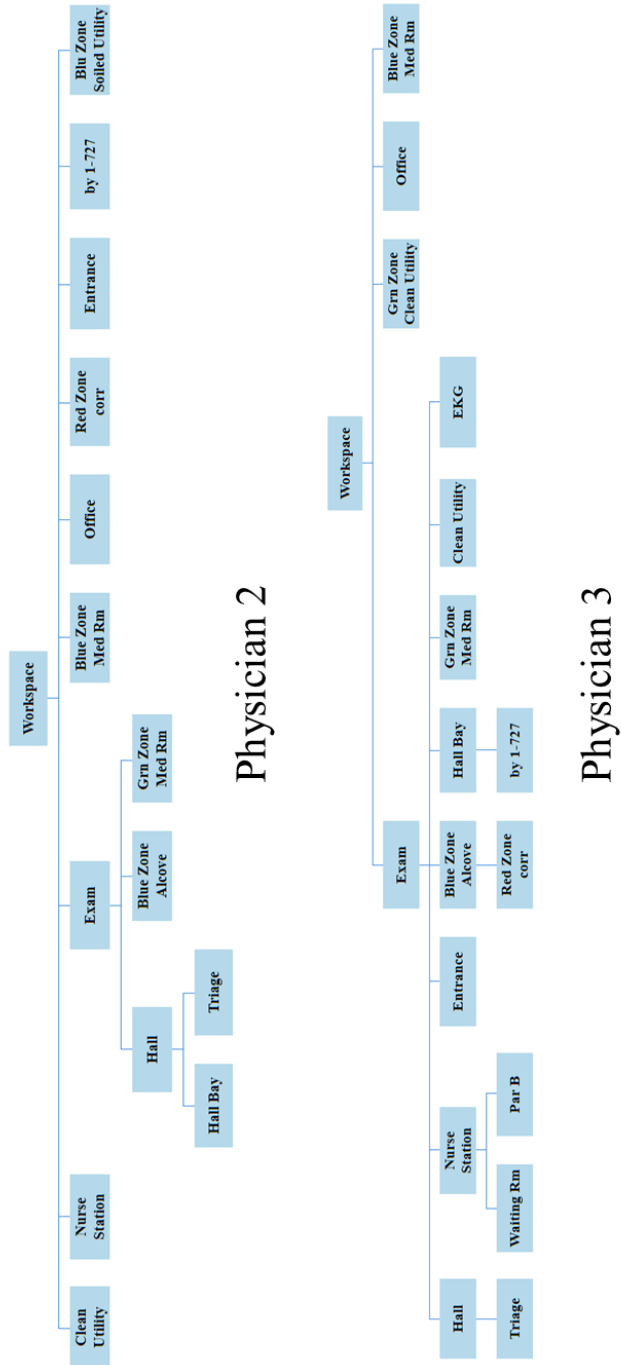 Workspace
Clean
Utility
Nurse
Station
Exam
Blue Zone
Med Rm
Office
Red Zone
corr
Entrance
by 1-727
Blu Zone
Soiled Utility
Hall
Blue Zone
Alcove
Grn Zone
Med Rm
Hall Bay
Triage
Physician 2
Workspace
Exam
Grn Zone
Clean Utility
Office
Blue Zone
Med Rm
Hall
Nurse
Station
Entrance
Blue Zone
Alcove
Hall Bay
Grn Zone
Med Rm
Clean Utility
EKG
Triage
Waiting Rm
Par B
Red Zone
corr
by 1-727
Physician 3